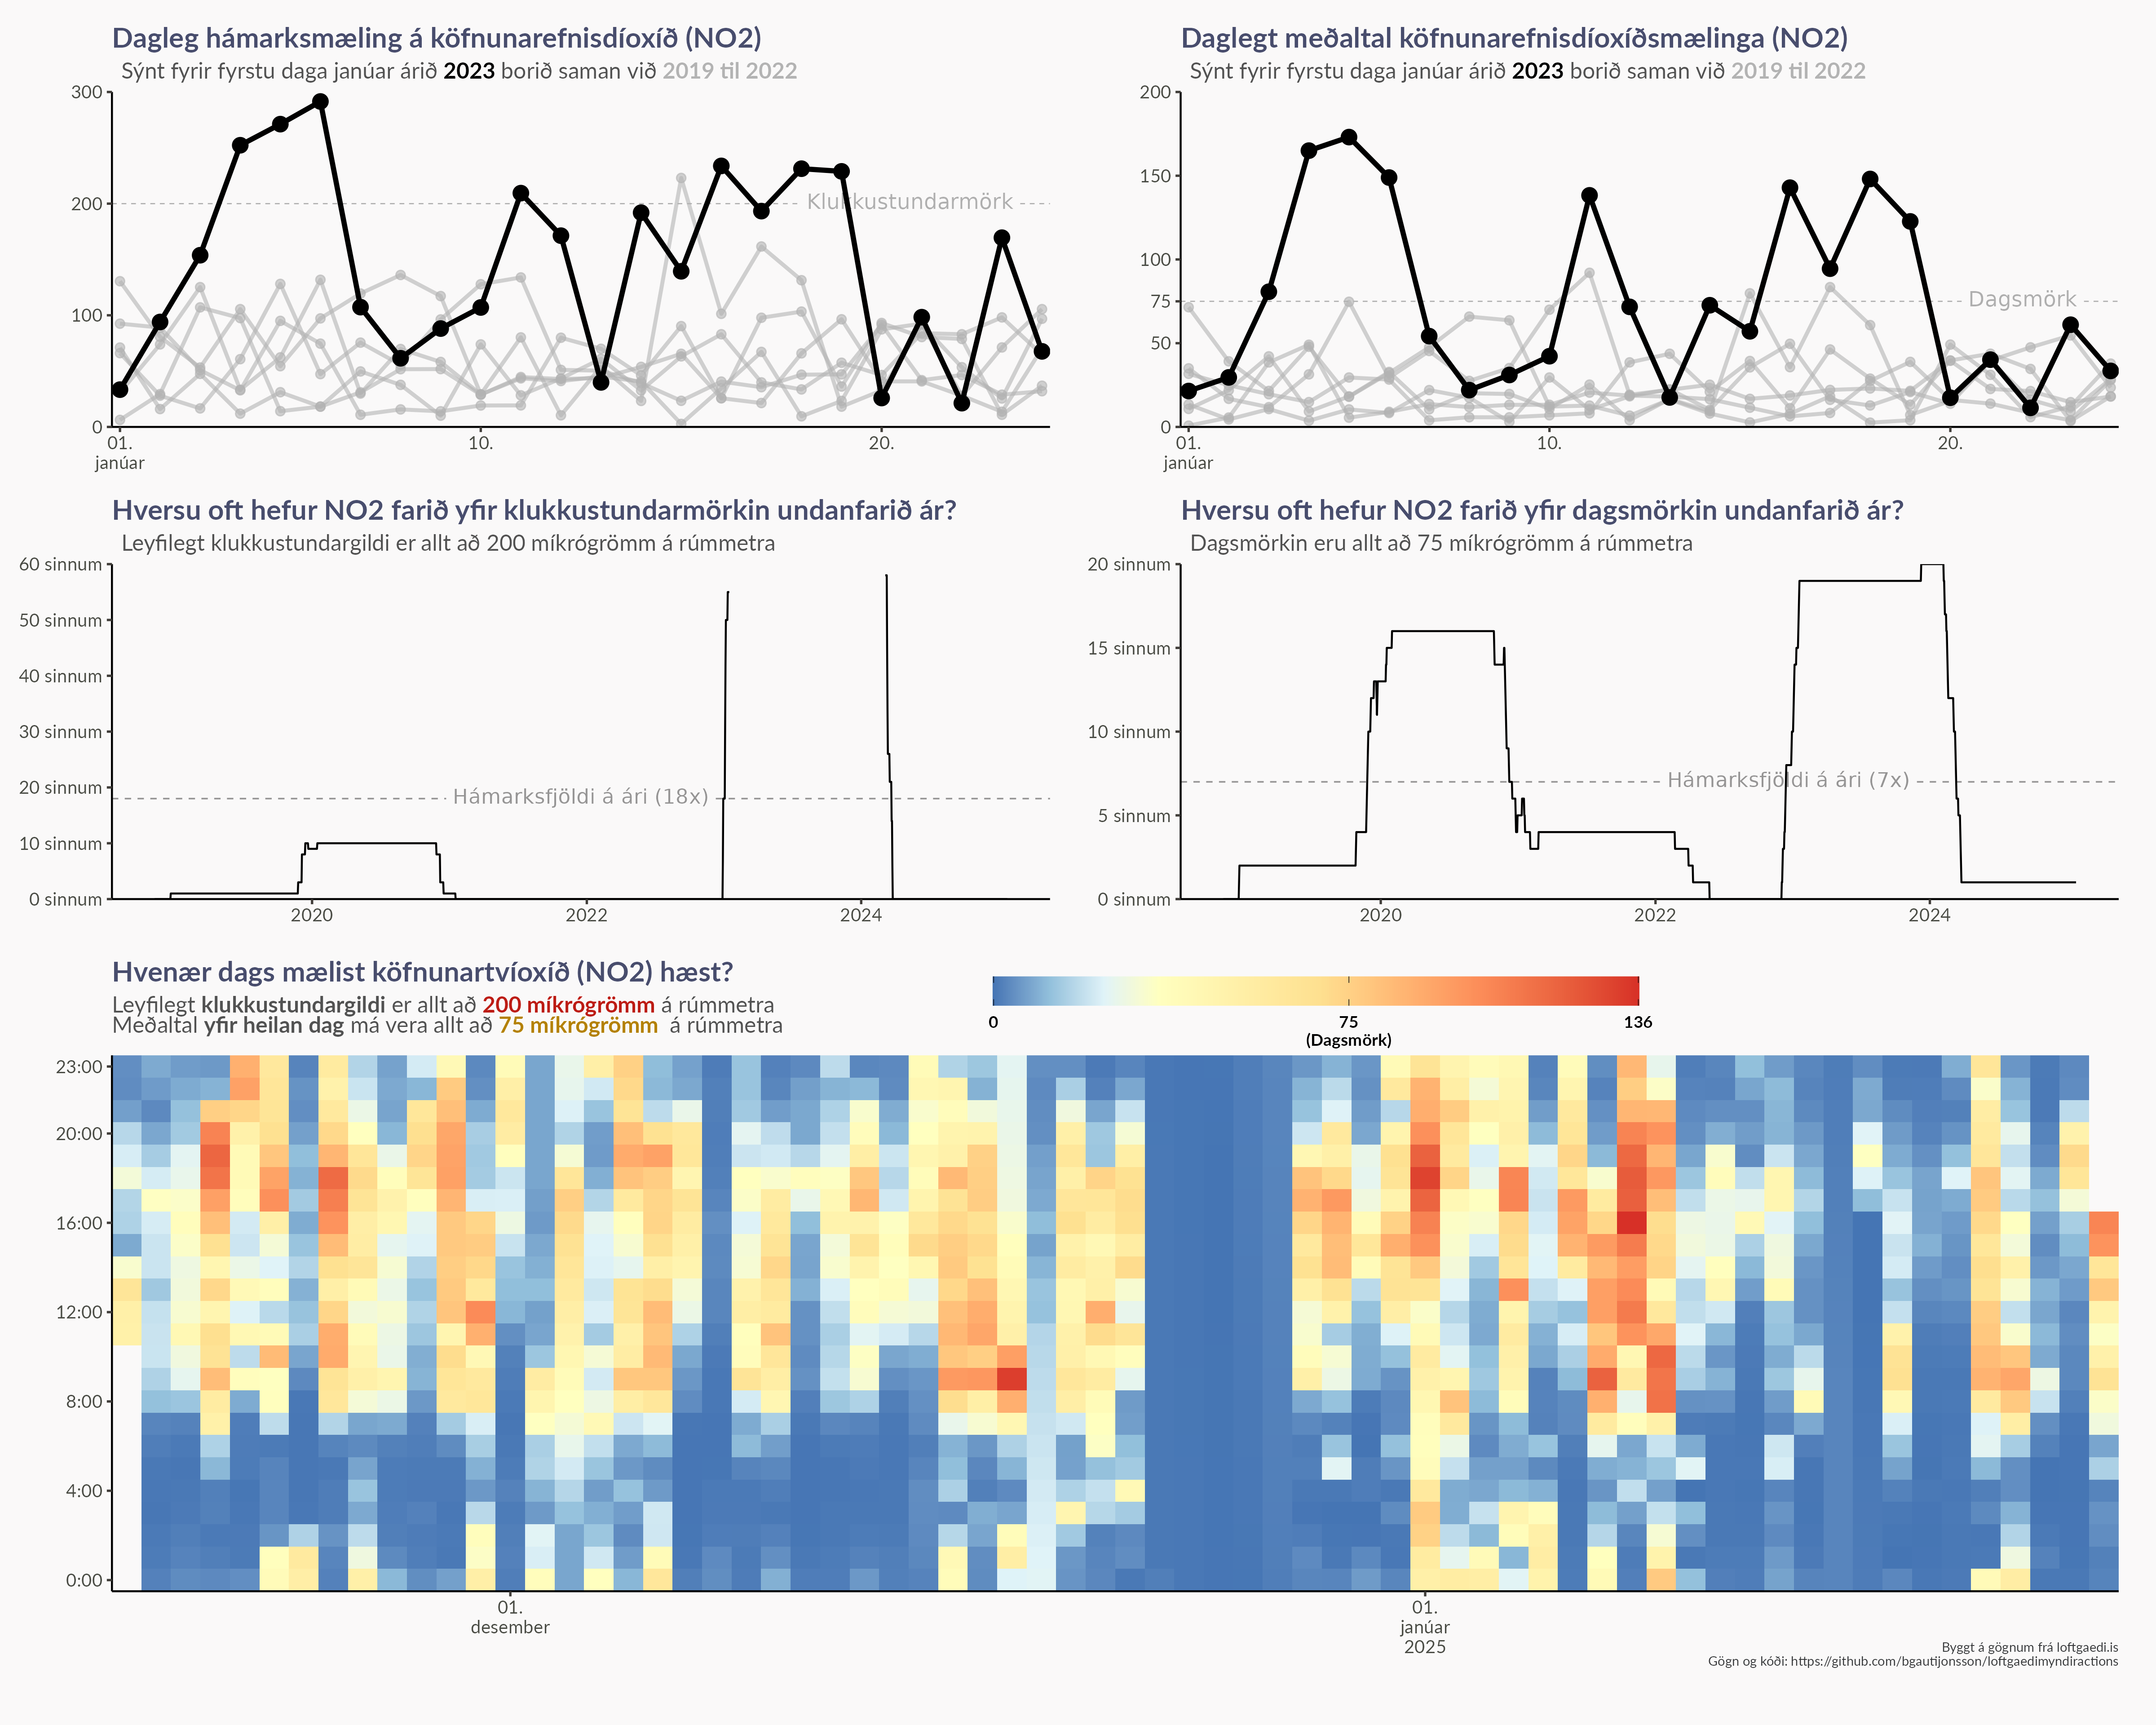 Dagleg hámarksmæling á köfnunarefnisdíoxíð (NO2)
Sýnt fyrir fyrstu daga janúar árið 2023 borið saman við 2019 til 2022
300
200
100
0
Klukkustundarmörk
01.
janúar
10.
20.
Daglegt meðaltal köfnunarefnisdíoxíðsmælinga (NO2)
Sýnt fyrir fyrstu daga janúar árið 2023 borið saman við 2019 til 2022
200
150
100
75
50
0
Dagsmörk
01.
janúar
10.
20.
Hversu oft hefur NO2 farið yfir klukkustundarmörkin undanfarið ár?
Leyfilegt klukkustundargildi er allt að 200 míkrógrömm á rúmmetra
60 sinnum
50 sinnum
40 sinnum
30 sinnum
20 sinnum
10 sinnum
0 sinnum
Hámarksfjöldi á ári (18x)
2020
2022
2024
Hversu oft hefur NO2 farið yfir dagsmörkin undanfarið ár?
Dagsmörkin eru allt að 75 míkrógrömm á rúmmetra
20 sinnum
15 sinnum
10 sinnum
5 sinnum
0 sinnum
Hámarksfjöldi á ári (7x)
2020
2022
2024
Hvenær dags mælist köfnunartvíoxíð (NO2) hæst?
Leyfilegt klukkustundargildi er allt að 200 míkrógrömm á rúmmetra
Meðaltal yfir heilan dag má vera allt að 75 míkrógrömm á rúmmetra
0
75
(Dagsmörk)
136
23:00
20:00
16:00
12:00
8:00
4:00
0:00
01.
desember
01.
janúar
2025
Byggt á gögnum frá loftgaedi.is
Gögn og kóði: https://github.com/bgautijonsson/loftgaedimyndiractions